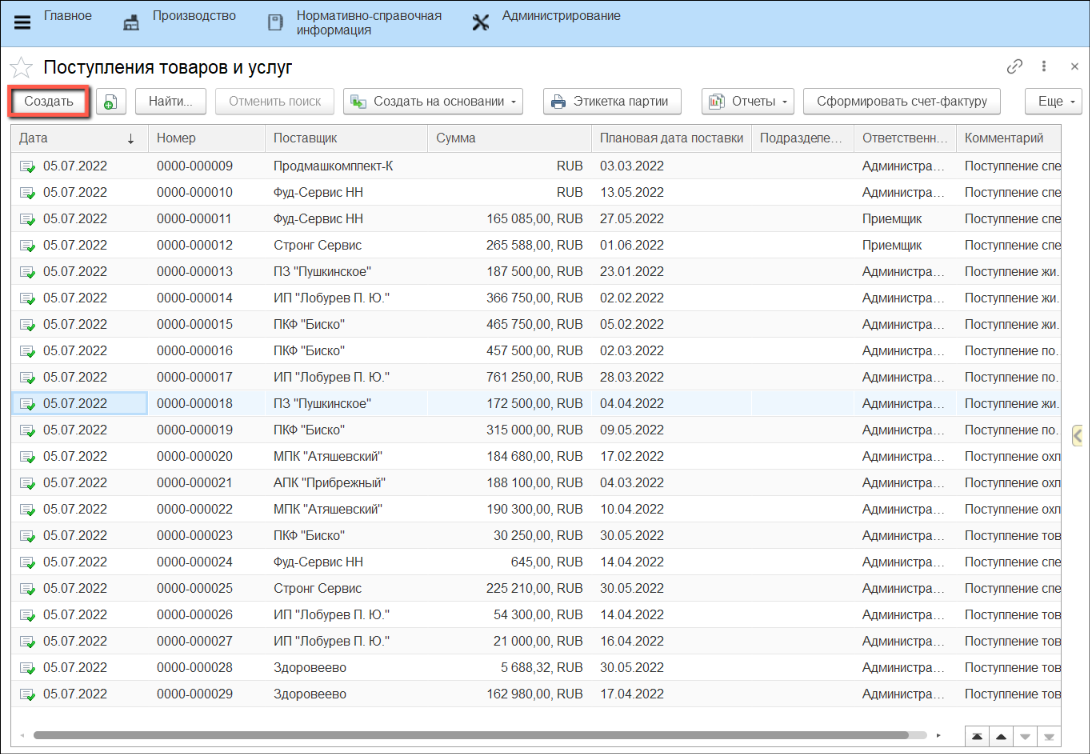 Главное Производство Нормативно-справочная Администрирование
информация
Поступления товаров и услуг
Создать Найти... Отменить поиск Создать на основании Этикетка партии Отчеты Сформировать счет-фактуру Еще
Дата Номер Поставщик Сумма Плановая дата поставки Подразделе... Ответственн... Комментарий
05.07.2022 0000-000009 Продмашкомплект-К RUB 03.03.2022 Администра... Поступление спе
05.07.2022 0000-000010 Фуд-Сервис НН RUB 13.05.2022 Администра... Поступление спе
05.07.2022 0000-000011 Фуд-Сервис НН 165 085,00, RUB 27.05.2022 Приемщик Поступление спе
05.07.2022 0000-000012 Стронг Сервис 265 588,00, RUB 01.06.2022 Приемщик Поступление спе
05.07.2022 0000-000013 ПЗ "Пушкинское" 187 500,00, RUB 23.01.2022 Администра... Поступление жи.
05.07.2022 0000-000014 ИП "Лобурев П. Ю." 366 750,00, RUB 02.02.2022 Администра... Поступление жи.
05.07.2022 0000-000015 ПКФ "Биско" 465 750,00, RUB 05.02.2022 Администра... Поступление жи.
05.07.2022 0000-000016 ПКФ "Биско" 457 500,00, RUB 02.03.2022 Администра... Поступление по.
05.07.2022 0000-000017 ИП "Лобурев П. Ю." 761 250,00, RUB 28.03.2022 Администра... Поступление по.
05.07.2022 0000-000018 ПЗ "Пушкинское" 172 500,00, RUB 04.04.2022 Администра... Поступление жи.
05.07.2022 0000-000019 ПКФ "Биско" 315 000,00, RUB 09.05.2022 Администра... Поступление по.
05.07.2022 0000-000020 МПК "Атяшевский" 184 680,00, RUB 17.02.2022 Администра... Поступление охл
05.07.2022 0000-000021 АПК "Прибрежный" 188 100,00, RUB 04.03.2022 Администра... Поступление охл
05.07.2022 0000-000022 МПК "Атяшевский" 190 300,00, RUB 10.04.2022 Администра... Поступление охл
05.07.2022 0000-000023 ПКФ "Биско" 30 250,00, RUB 30.05.2022 Администра... Поступление тов
05.07.2022 0000-000024 Фуд-Сервис НН 645,00, RUB 14.04.2022 Администра... Поступление спе
05.07.2022 0000-000025 Стронг Сервис 225 210,00, RUB 30.05.2022 Администра... Поступление спе
05.07.2022 0000-000026 ИП "Лобурев П. Ю." 54 300,00, RUB 14.04.2022 Администра... Поступление тов
05.07.2022 0000-000027 ИП "Лобурев П. Ю." 21 000,00, RUB 16.04.2022 Администра... Поступление тов
05.07.2022 0000-000028 Здоровеево 5 688,32, RUB 30.05.2022 Администра... Поступление тов
05.07.2022 0000-000029 Здоровеево 162 980,00, RUB 17.04.2022 Администра... Поступление тов